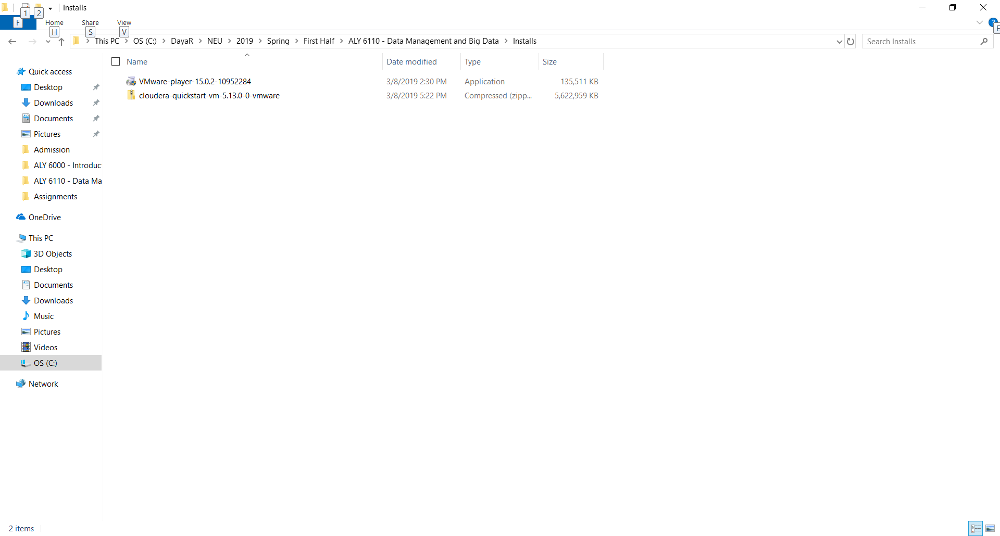 Installs
1 2
F
Home Share View
H S V
?
E
This PC OS (C:) DayaR NEU 2019 Spring First Half ALY 6110 - Data Management and Big Data Installs
Search Installs
Name Date modified Type Size
VMware-player-15.0.2-10952284 3/8/2019 2:30 PM Application 135,511 KB
cloudera-quickstart-vm-5.13.0-0-vmware 3/8/2019 5:22 PM Compressed (zipp... 5,622,959 KB
Quick access
Desktop
Downloads
Documents
Pictures
Admission
ALY 6000 - Introduc
ALY 6110 - Data Ma
Assignments
OneDrive
This PC
3D Objects
Desktop
Documents
Downloads
Music
Pictures
Videos
OS (C:)
Network
2 items